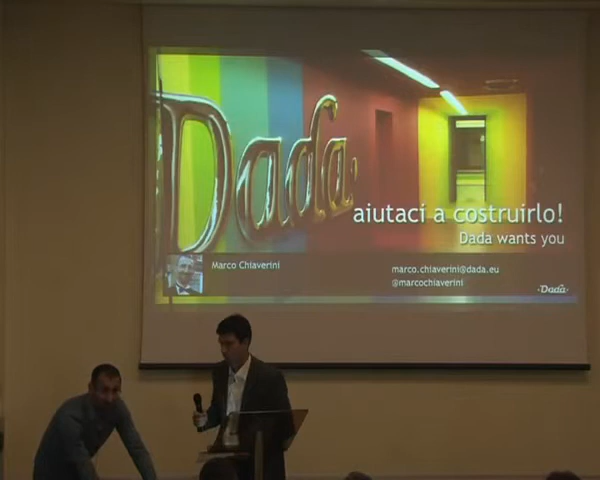 Dada.
aiutaci a costruirlo!
Dada wants you
Marco Chiaverini
marco.chiaverini@dada.eu
@marcochiaverini
·Dada·